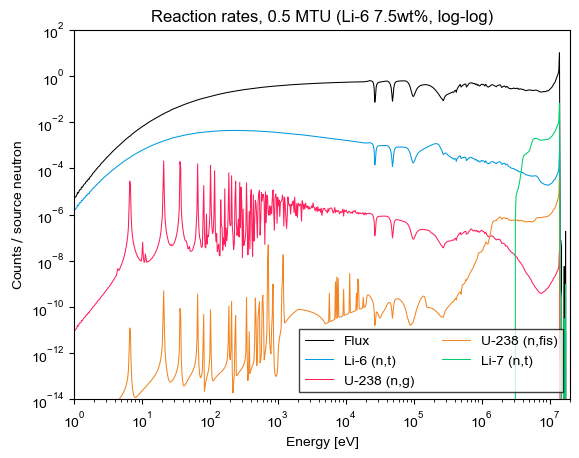 Reaction rates, 0.5 MTU (Li-6 7.5wt%, log-log)
Counts / source neutron
10^2
10^0
10^-2
10^-4
10^-6
10^-8
10^-10
10^-12
10^-14
Flux
Li-6 (n,t)
U-238 (n,g)
U-238 (n,fis)
Li-7 (n,t)
10^0 10^1 10^2 10^3 10^4 10^5 10^6 10^7
Energy [eV]